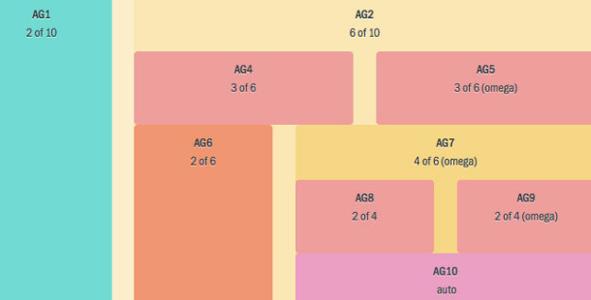 AG1
2 of 10
AG2
6 of 10
AG4
3 of 6
AG5
3 of 6 (omega)
AG6
2 of 6
AG7
4 of 6 (omega)
AG8
2 of 4
AG9
2 of 4 (omega)
AG10
auto